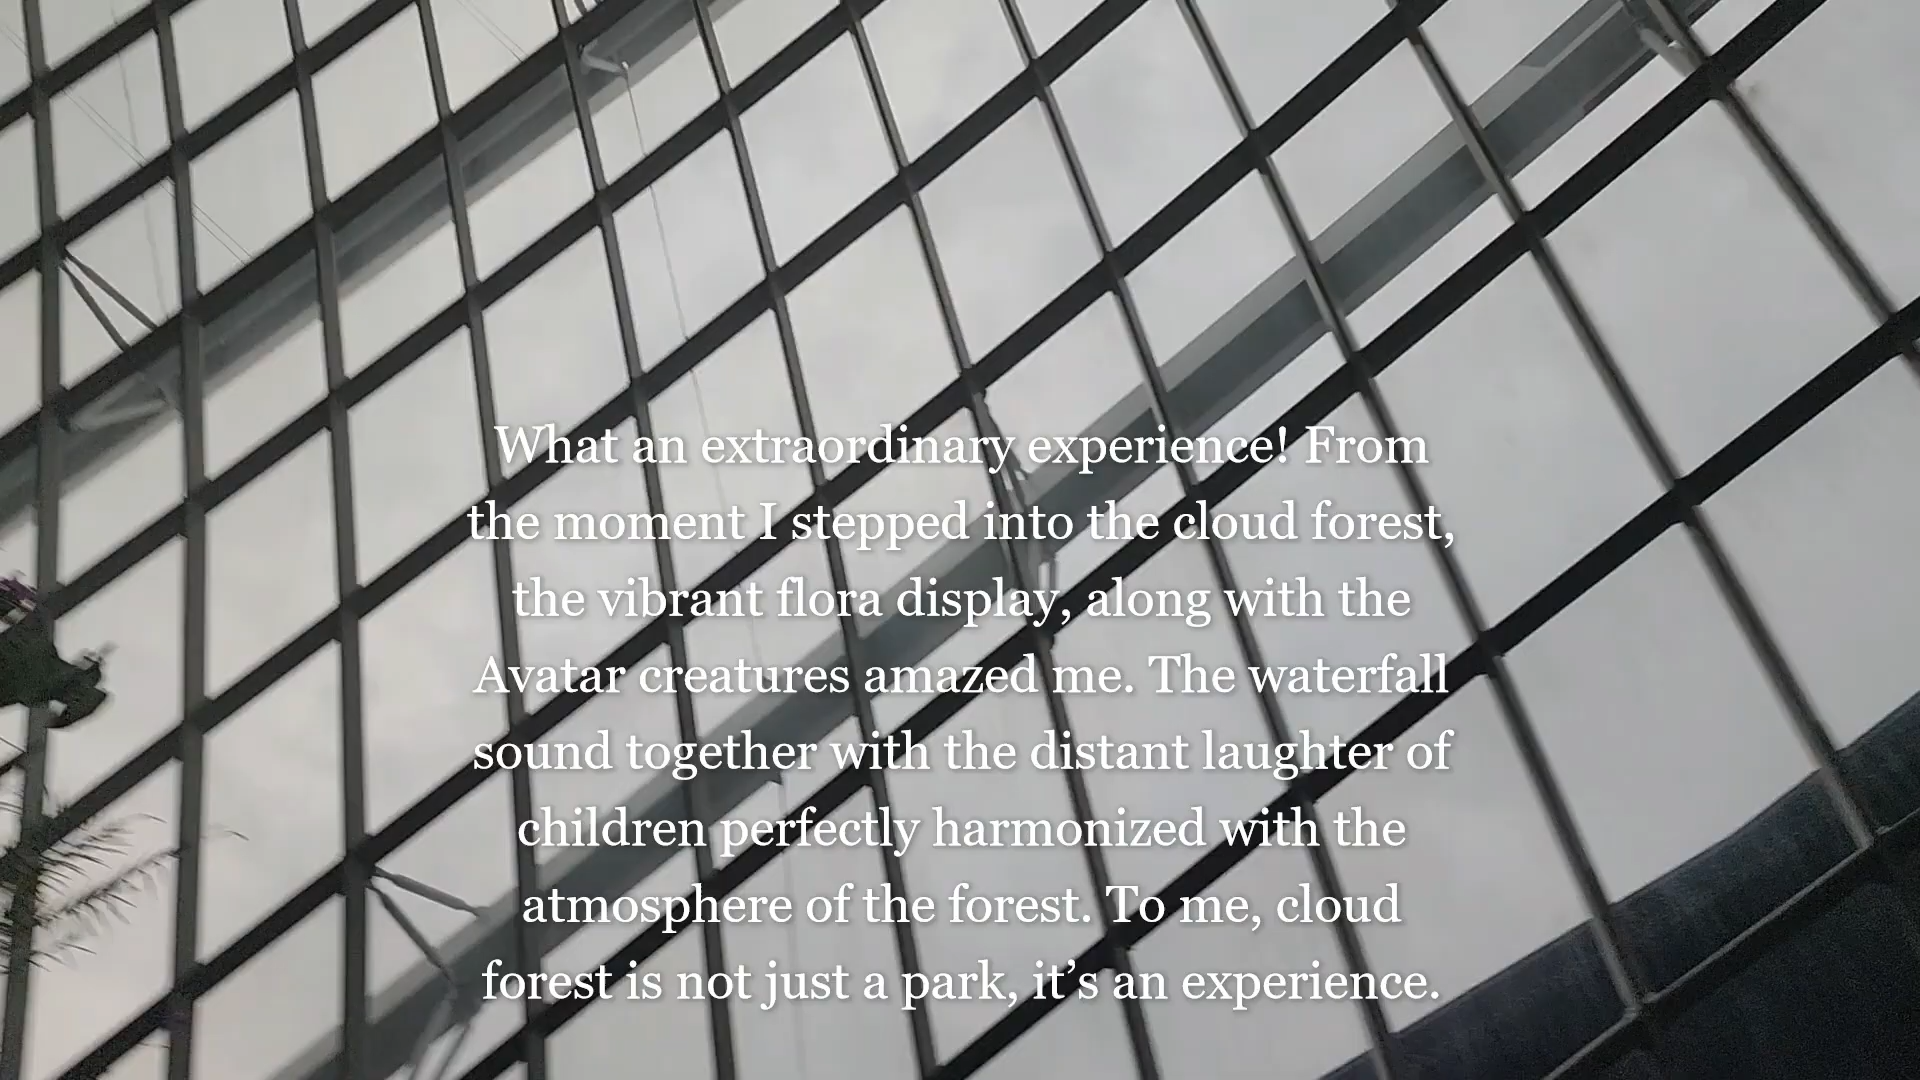 What an extraordinary experience! From
the moment I stepped into the cloud forest,
the vibrant flora display, along with the
Avatar creatures amazed me. The waterfall
sound together with the distant laughter of
children perfectly harmonized with the
atmosphere of the forest. To me, cloud
forest is not just a park, it’s an experience.